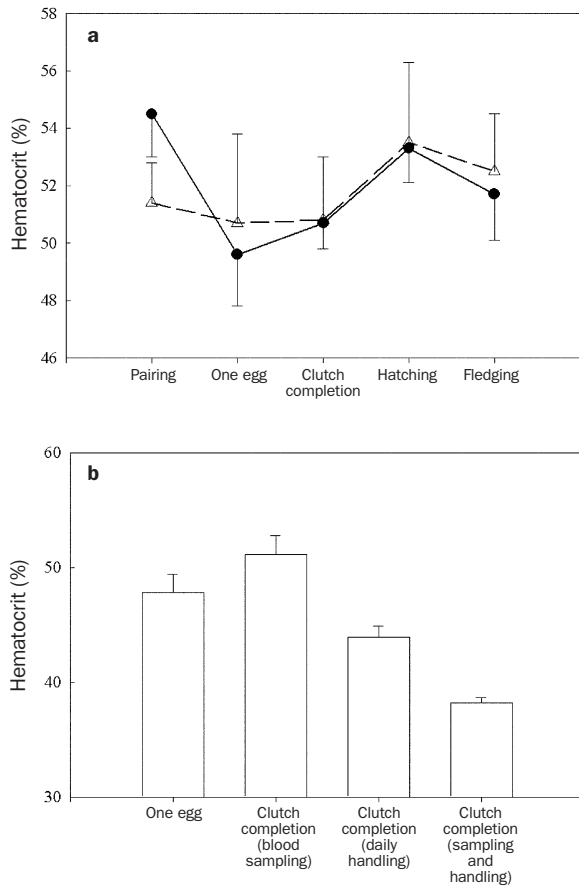 a
58
56
54
52
50
48
46
Hematocrit (%)
Pairing
One egg
Clutch
completion
Hatching
Fledging
b
60
50
40
30
Hematocrit (%)
One egg
Clutch
completion
(blood
sampling)
Clutch
completion
(daily
handling)
Clutch
completion
(sampling
and
handling)